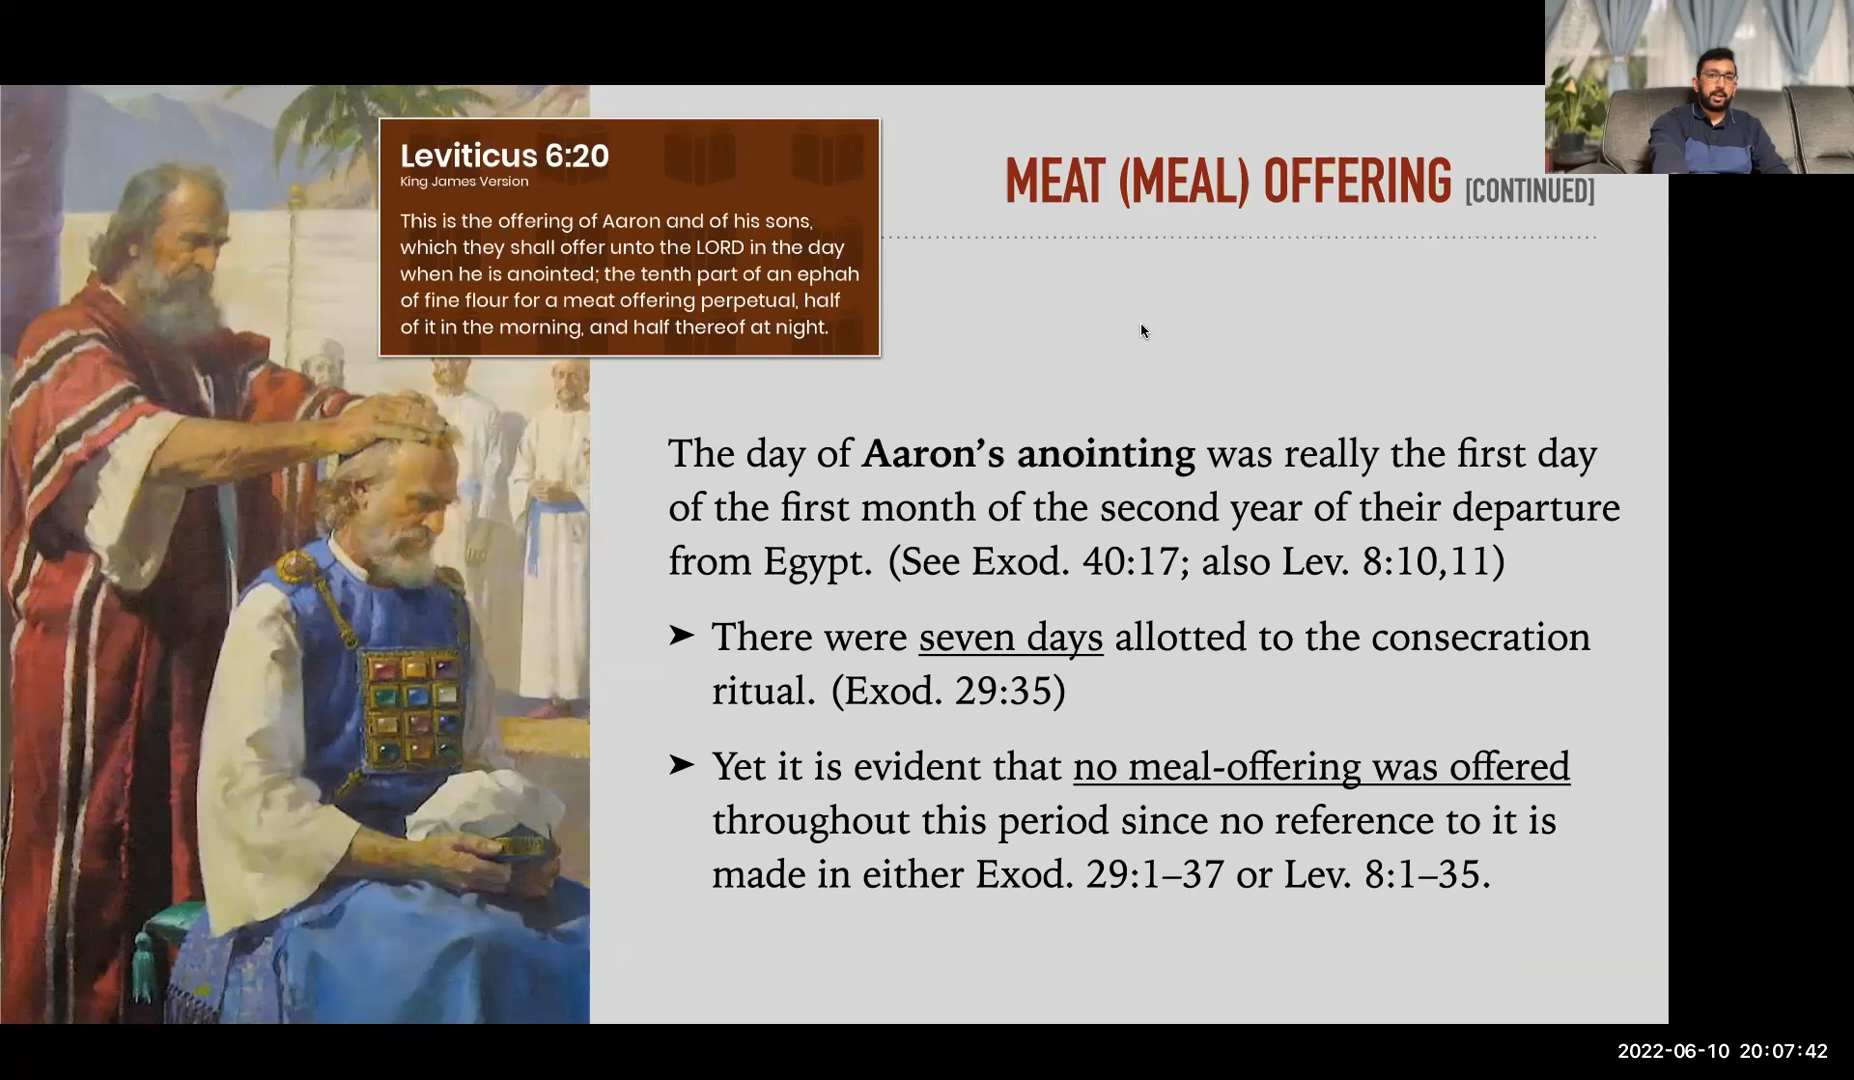 Leviticus 6:20
King James Version
This is the offering of Aaron and of his sons,
which they shall offer unto the LORD in the day
when he is anointed; the tenth part of an ephah
of fine flour for a meat offering perpetual, half
of it in the morning, and half thereof at night.
MEAT (MEAL) OFFERING [CONTINUED]
The day of Aaron’s anointing was really the first day
of the first month of the second year of their departure
from Egypt. (See Exod. 40:17; also Lev. 8:10,11)
➤ There were seven days allotted to the consecration
ritual. (Exod. 29:35)
➤ Yet it is evident that no meal-offering was offered
throughout this period since no reference to it is
made in either Exod. 29:1–37 or Lev. 8:1–35.
2022-06-10 20:07:42